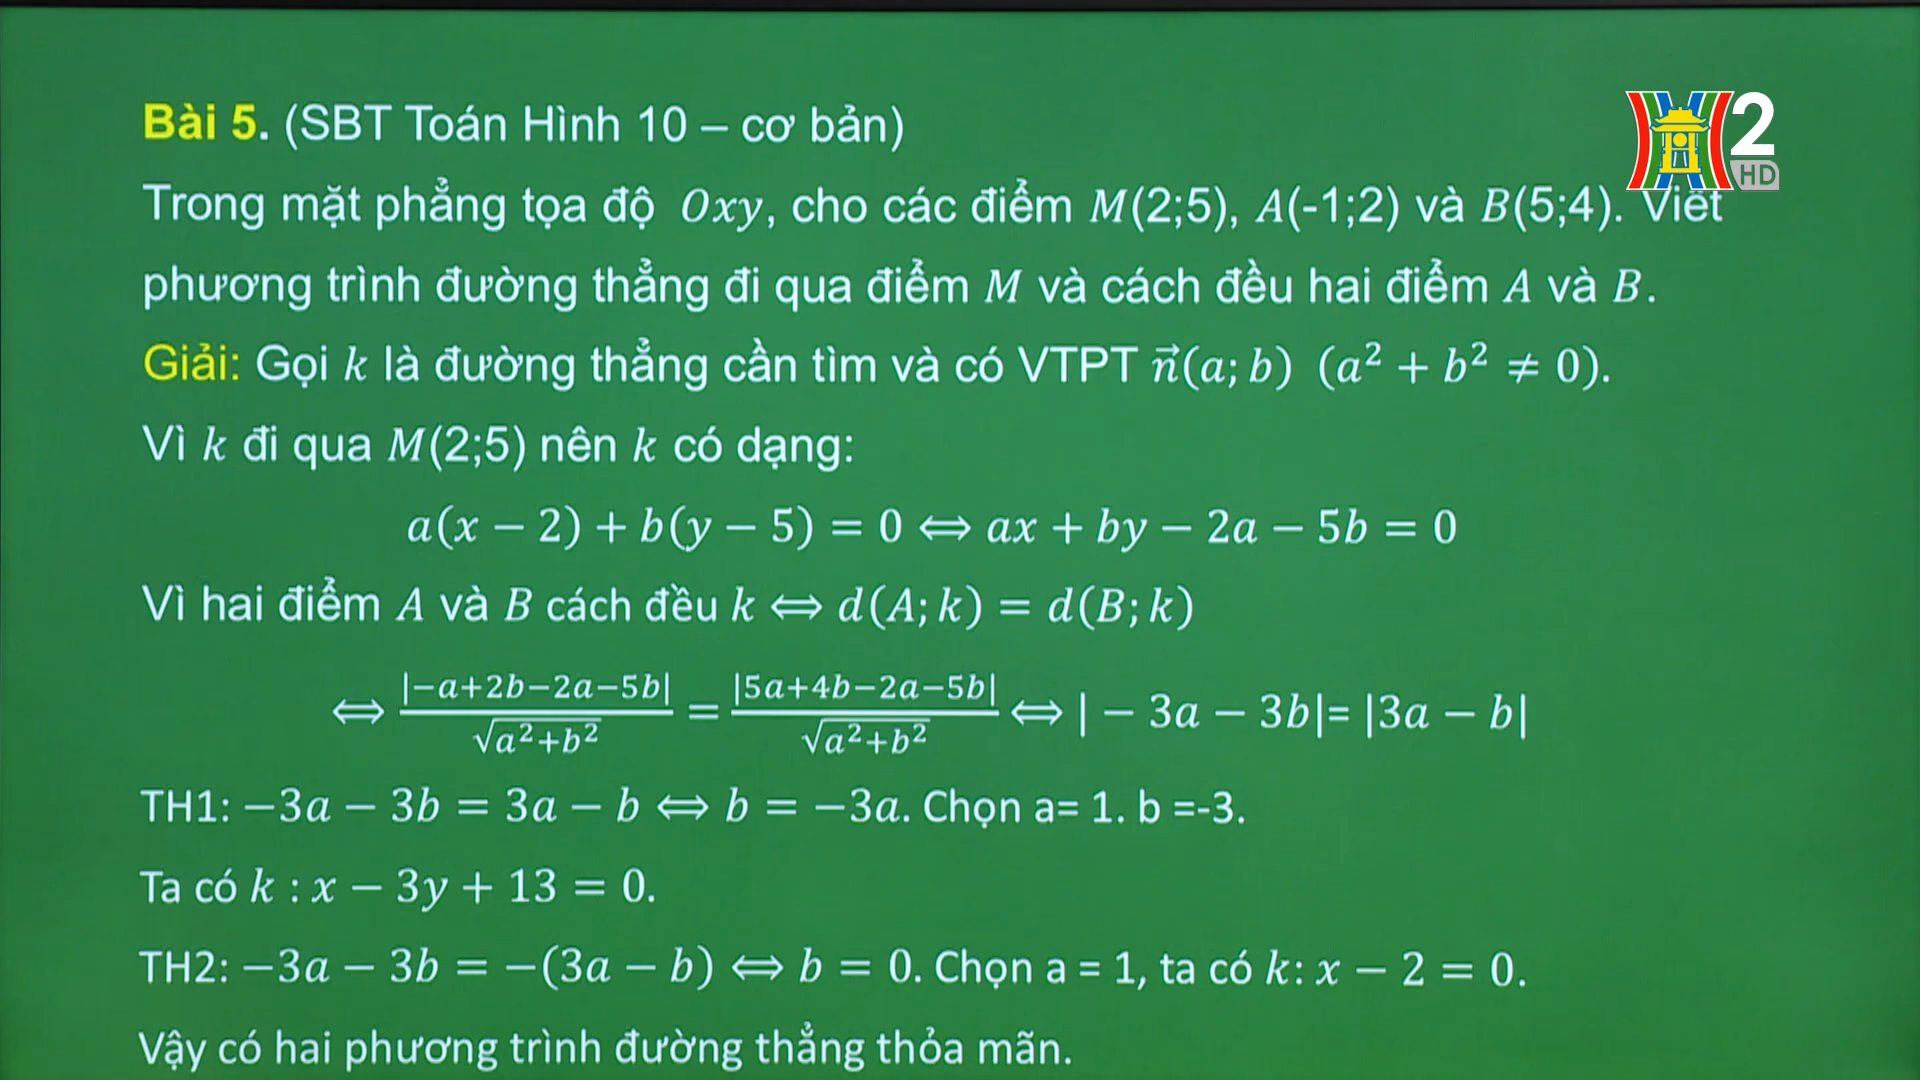 Bài 5. (SBT Toán Hình 10 – cơ bản)
2
HD
Trong mặt phẳng tọa độ Oxy, cho các điểm M(2;5), A(-1;2) và B(5;4). Viết
phương trình đường thẳng đi qua điểm M và cách đều hai điểm A và B.
Giải: Gọi k là đường thẳng cần tìm và có VTPT n⃗(a; b) (a² + b² ≠ 0).
Vì k đi qua M(2;5) nên k có dạng:
a(x − 2) + b(y − 5) = 0 ⟺ ax + by − 2a − 5b = 0
Vì hai điểm A và B cách đều k ⟺ d(A; k) = d(B; k)
⟺ |−a+2b−2a−5b|/√(a²+b²) = |5a+4b−2a−5b|/√(a²+b²) ⟺ | − 3a − 3b|= |3a − b|
TH1: −3a − 3b = 3a − b ⟺ b = −3a. Chọn a= 1. b =-3.
Ta có k : x − 3y + 13 = 0.
TH2: −3a − 3b = −(3a − b) ⟺ b = 0. Chọn a = 1, ta có k: x − 2 = 0.
Vậy có hai phương trình đường thẳng thỏa mãn.